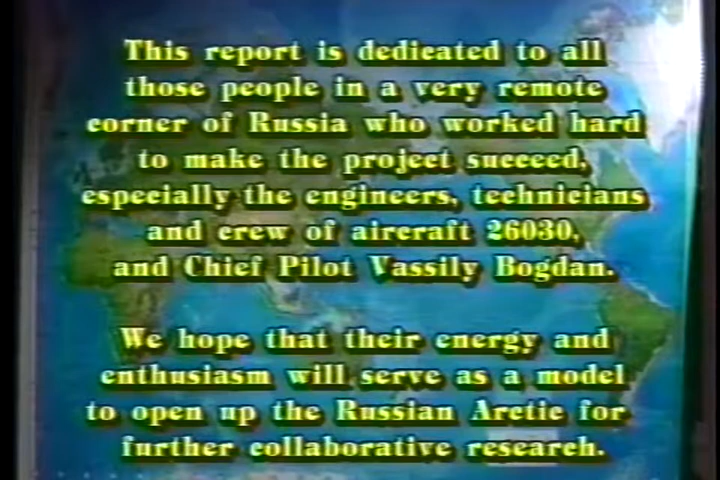 This report is dedicated to all
those people in a very remote
corner of Russia who worked hard
to make the project succeed,
especially the engineers, technicians
and crew of aircraft 26030,
and Chief Pilot Vassily Bogdan.
We hope that their energy and
enthusiasm will serve as a model
to open up the Russian Arctic for
further collaborative research.